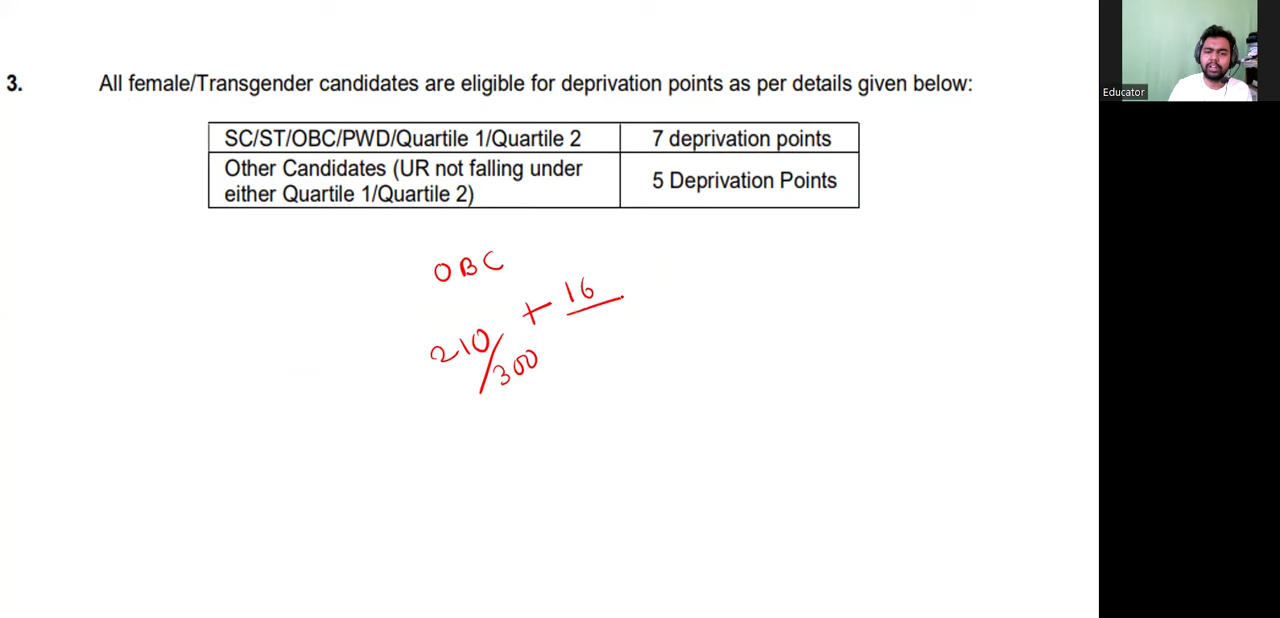 3. All female/Transgender candidates are eligible for deprivation points as per details given below:
SC/ST/OBC/PWD/Quartile 1/Quartile 2 7 deprivation points
Other Candidates (UR not falling under
either Quartile 1/Quartile 2) 5 Deprivation Points
OBC
210/300 + 16
Educator